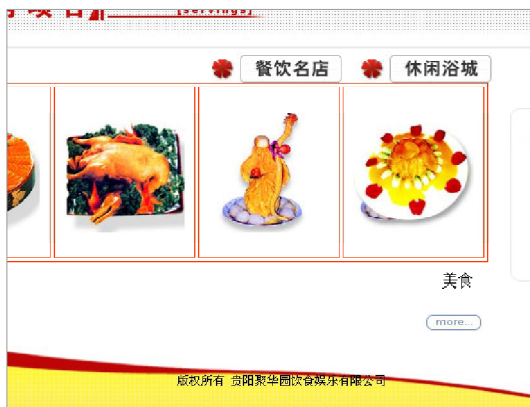 [servings]
餐饮名店 休闲浴城
美食
more...
版权所有 贵阳聚华园饮食娱乐有限公司